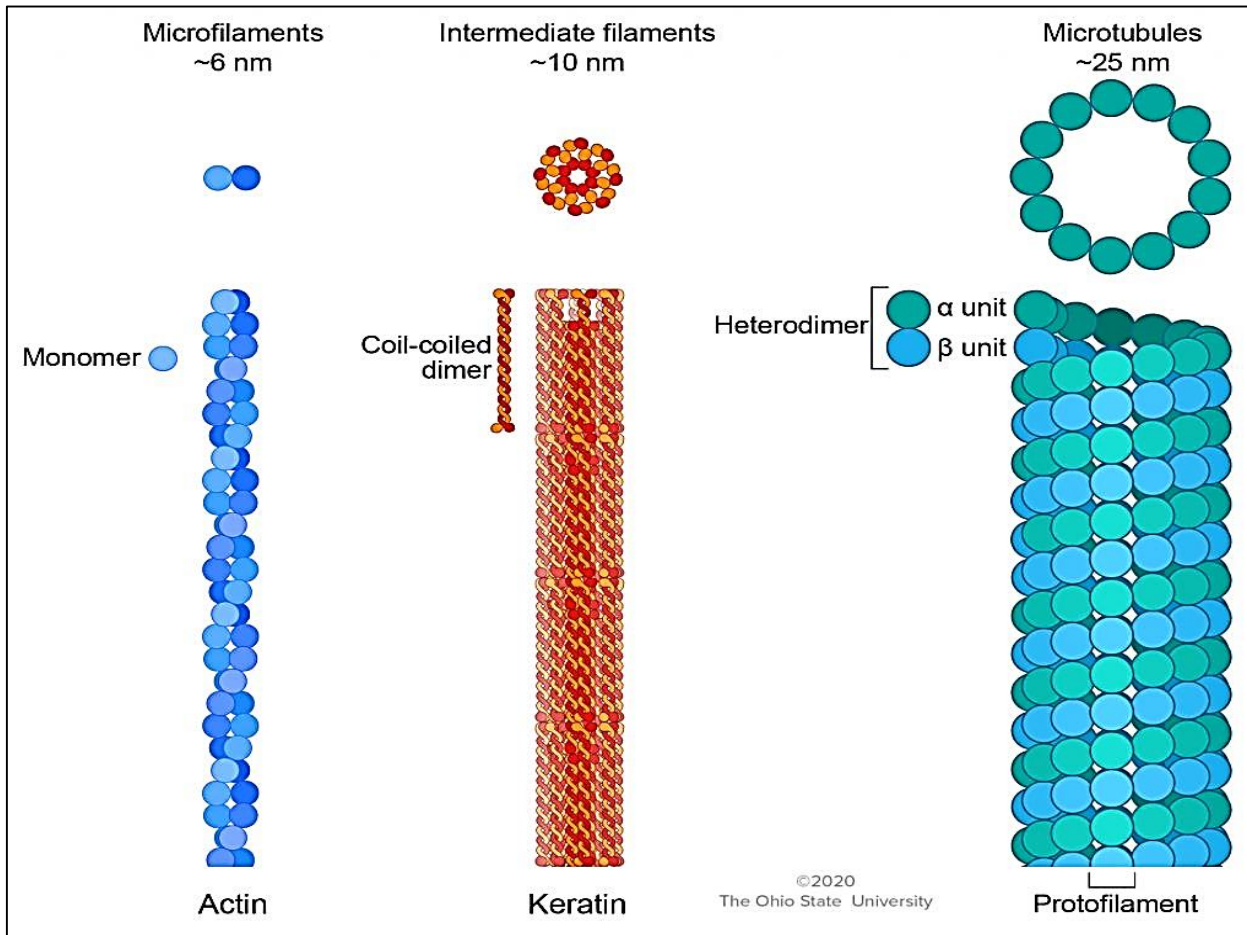 Microfilaments
~6 nm
Intermediate filaments
~10 nm
Microtubules
~25 nm
Monomer
Coil-coiled
dimer
Heterodimer
α unit
β unit
Actin
Keratin
©2020
The Ohio State University
Protofilament